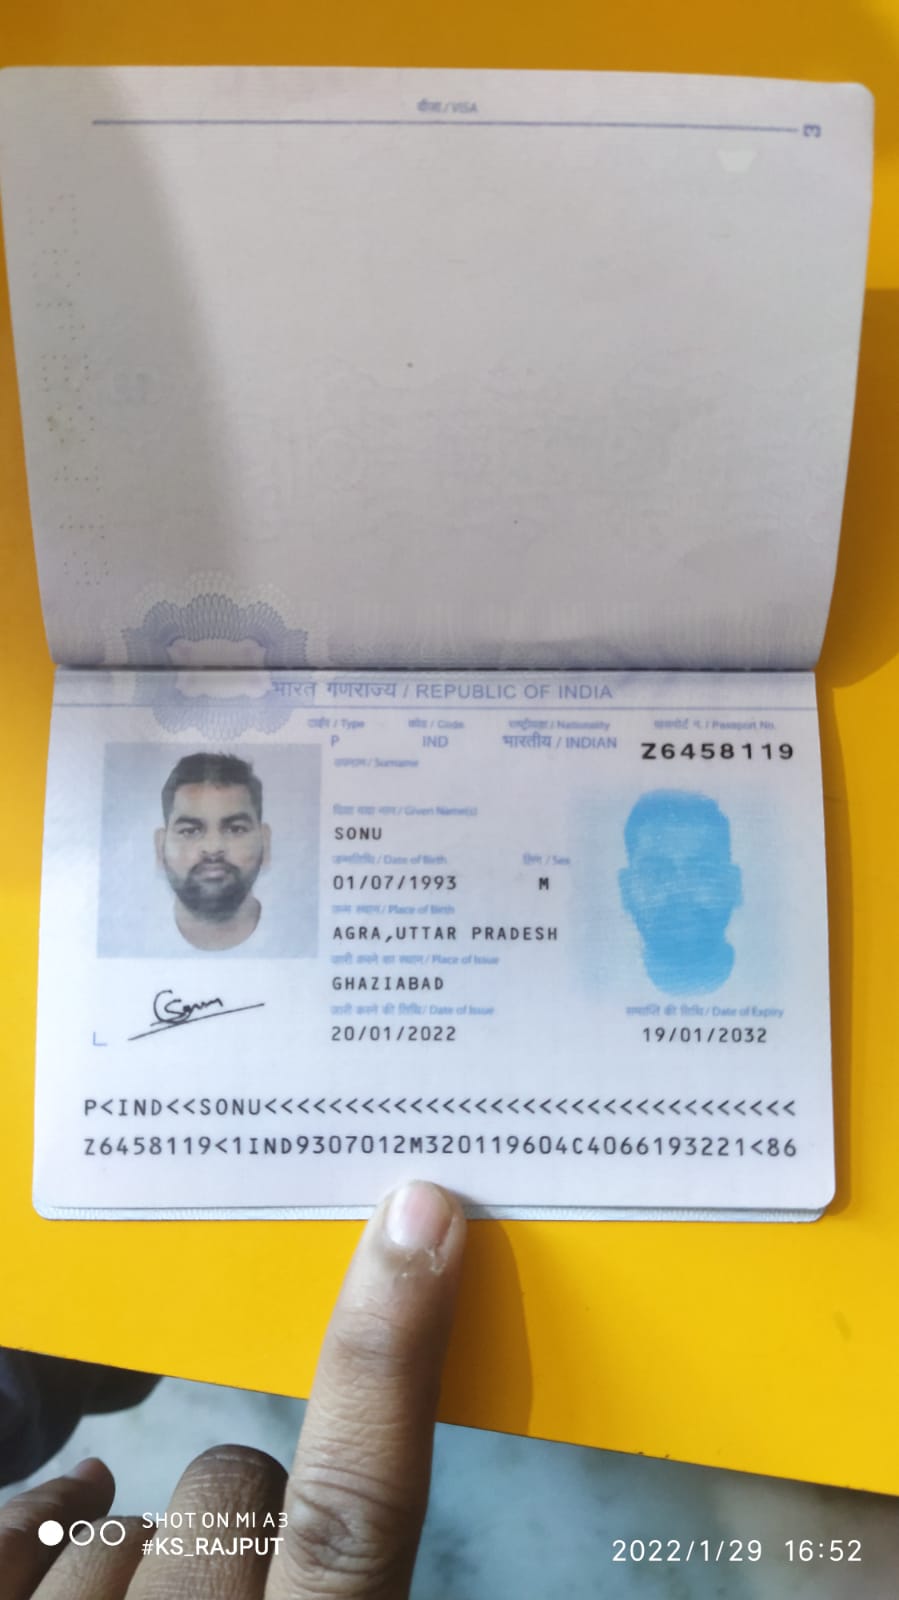 वीज़ा / VISA
3
भारत गणराज्य / REPUBLIC OF INDIA
टाईप / Type
कोड / Code
राष्ट्रीयता / Nationality
पासपोर्ट न. / Passport No.
P
IND
भारतीय / INDIAN
Z6458119
उपनाम / Surname
दिया गया नाम / Given Name(s)
SONU
जन्मतिथि / Date of Birth
लिंग / Sex
01/07/1993
M
जन्म स्थान / Place of Birth
AGRA,UTTAR PRADESH
जारी करने का स्थान / Place of Issue
GHAZIABAD
जारी करने की तिथि / Date of Issue
समाप्ति की तिथि / Date of Expiry
20/01/2022
19/01/2032
Sonu
P<IND<<SONU<<<<<<<<<<<<<<<<<<<<<<<<<<<<<<<<<
Z6458119<1IND9307012M320119604C4066193221<86
SHOT ON MI A3
#KS_RAJPUT
2022/1/29 16:52